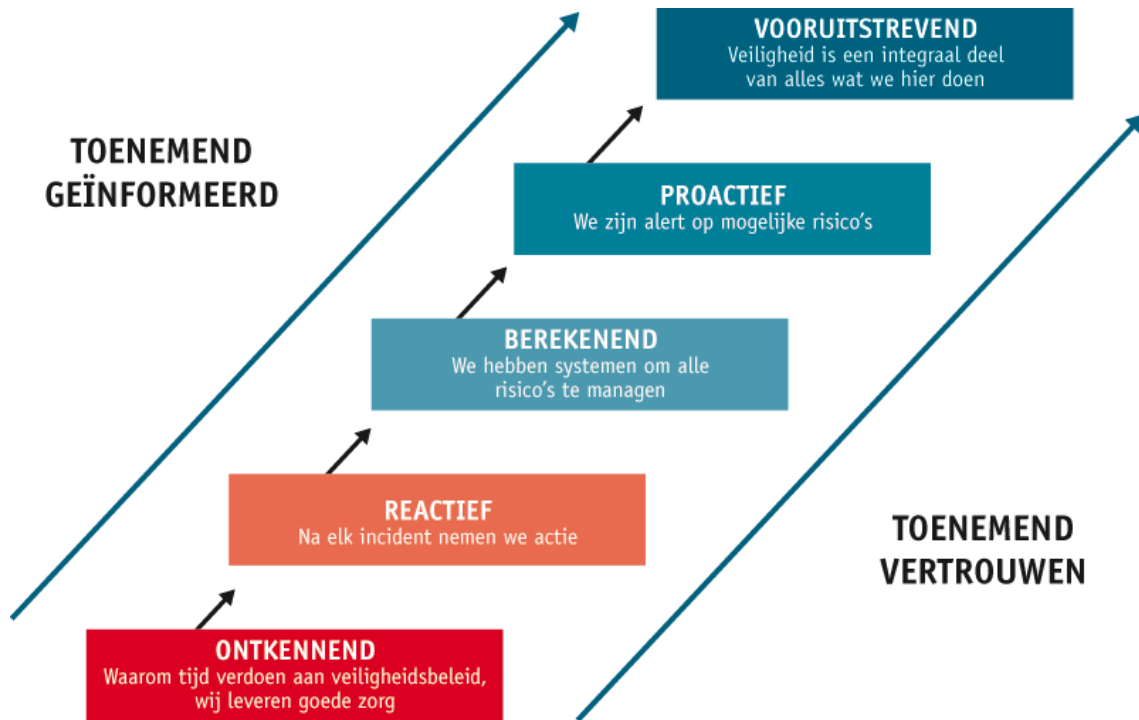 VOORUITSTREVEND
Veiligheid is een integraal deel
van alles wat we hier doen
TOENEMEND
GEÏNFORMEERD
PROACTIEF
We zijn alert op mogelijke risico's
BEREKENEND
We hebben systemen om alle
risico's te managen
REACTIEF
Na elk incident nemen we actie
TOENEMEND
VERTROUWEN
ONTKENNEND
Waarom tijd verdoen aan veiligheidsbeleid,
wij leveren goede zorg